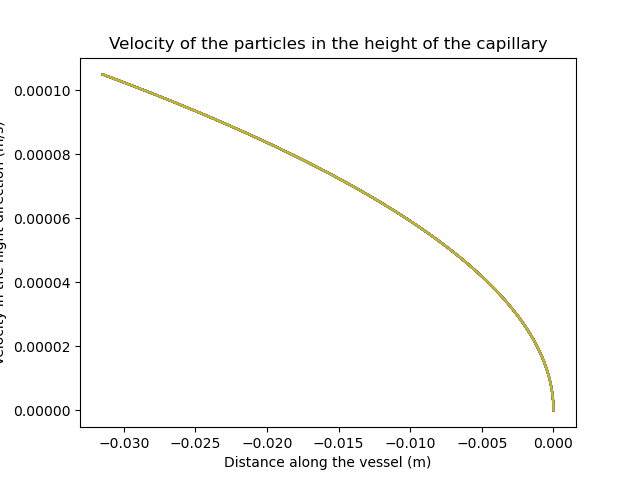 Velocity of the particles in the height of the capillary
0.00010
0.00008
0.00006
0.00004
0.00002
0.00000
−0.030 −0.025 −0.020 −0.015 −0.010 −0.005 0.000
Distance along the vessel (m)